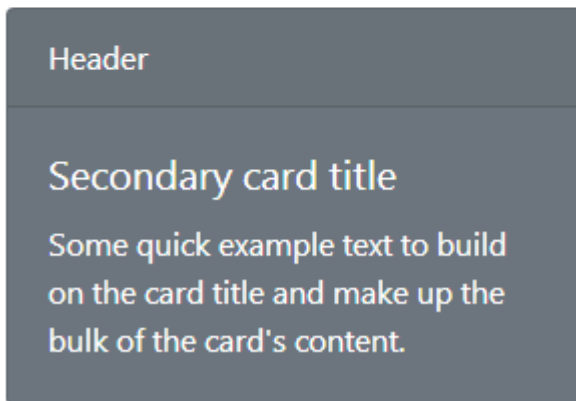 Header
Secondary card title
Some quick example text to build
on the card title and make up the
bulk of the card's content.